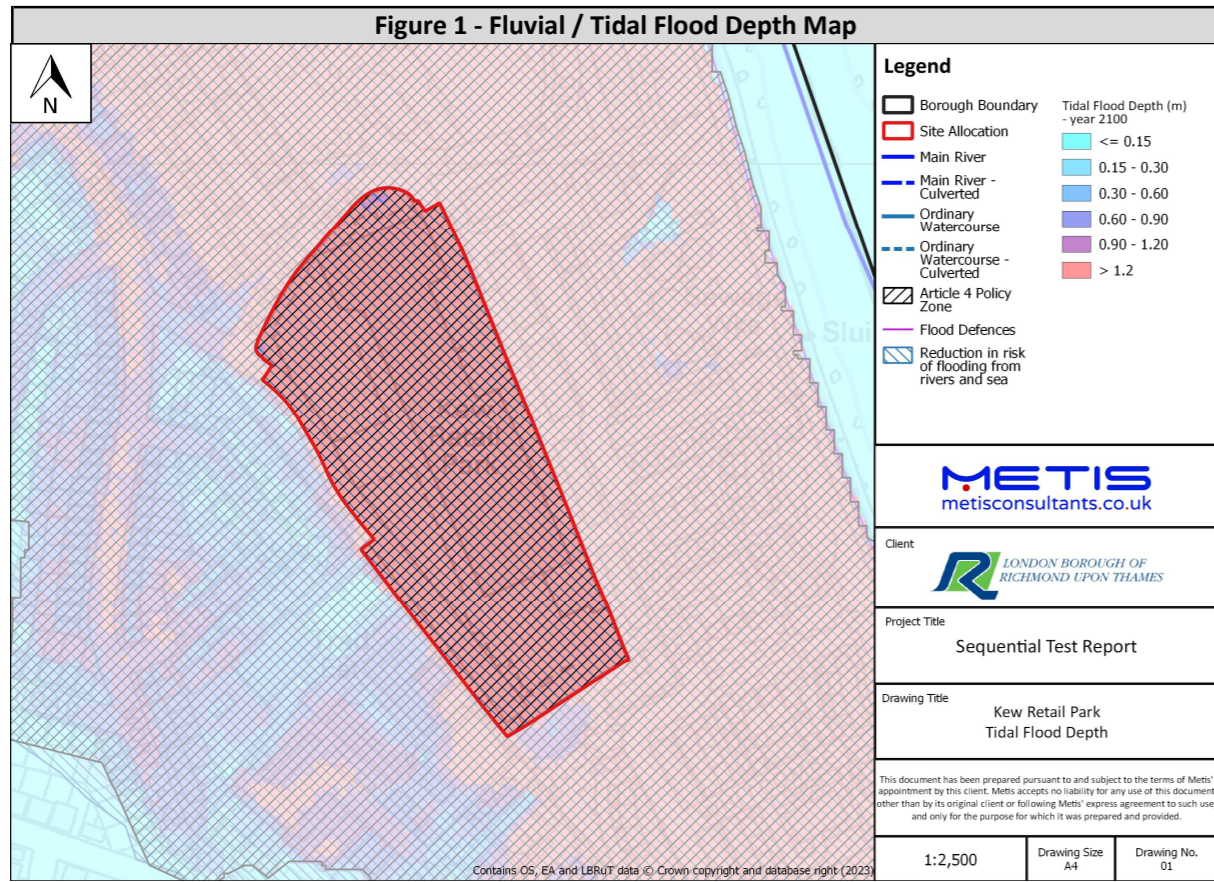 Figure 1 - Fluvial / Tidal Flood Depth Map
N
Kew
Retail
Park
Contains OS, EA and LBRuT data © Crown copyright and database right (2023)
Legend
Borough Boundary
Site Allocation
Main River
Main River -
Culverted
Ordinary
Watercourse
Ordinary
Watercourse -
Culverted
Article 4 Policy
Zone
Flood Defences
Reduction in risk
of flooding from
rivers and sea
Tidal Flood Depth (m)
- year 2100
<= 0.15
0.15 - 0.30
0.30 - 0.60
0.60 - 0.90
0.90 - 1.20
> 1.2
METIS
metisconsultants.co.uk
Client
LONDON BOROUGH OF
RICHMOND UPON THAMES
Project Title
Sequential Test Report
Drawing Title
Kew Retail Park
Tidal Flood Depth
This document has been prepared pursuant to and subject to the terms of Metis'
appointment by this client. Metis accepts no liability for any use of this document
other than by its original client or following Metis' express agreement to such use
and only for the purpose for which it was prepared and provided.
1:2,500
Drawing Size
A4
Drawing No.
01